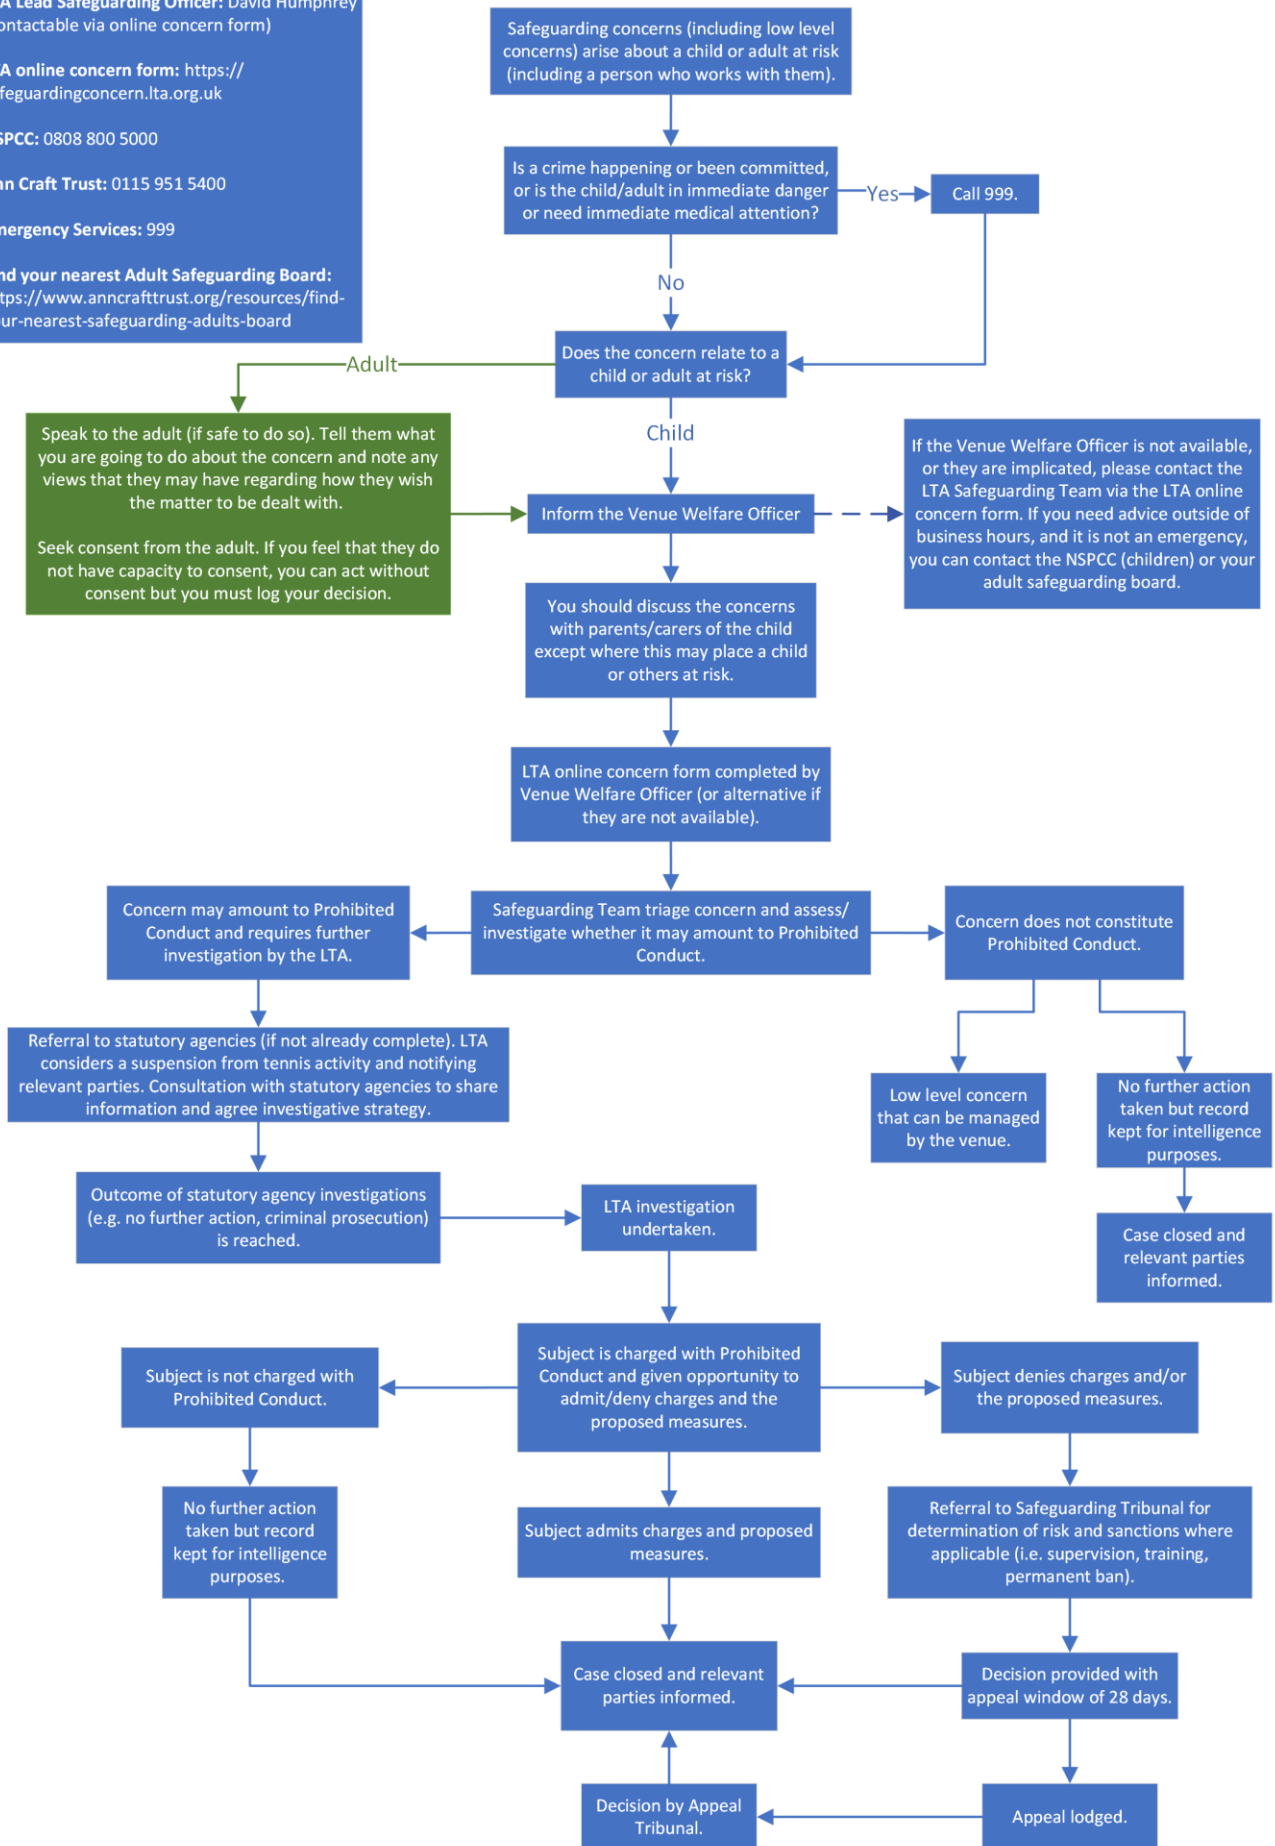 A Lead Safeguarding Officer: David Humphrey
ontactable via online concern form)
A online concern form: https://
feguardingconcern.lta.org.uk
SPCC: 0808 800 5000
nn Craft Trust: 0115 951 5400
mergency Services: 999
nd your nearest Adult Safeguarding Board:
tps://www.anncrafttrust.org/resources/find-
our-nearest-safeguarding-adults-board
Safeguarding concerns (including low level
concerns) arise about a child or adult at risk
(including a person who works with them).
Is a crime happening or been committed,
or is the child/adult in immediate danger
or need immediate medical attention?
Yes
Call 999.
No
Does the concern relate to a
child or adult at risk?
Adult
Child
Speak to the adult (if safe to do so). Tell them what
you are going to do about the concern and note any
views that they may have regarding how they wish
the matter to be dealt with.
Seek consent from the adult. If you feel that they do
not have capacity to consent, you can act without
consent but you must log your decision.
Inform the Venue Welfare Officer
If the Venue Welfare Officer is not available,
or they are implicated, please contact the
LTA Safeguarding Team via the LTA online
concern form. If you need advice outside of
business hours, and it is not an emergency,
you can contact the NSPCC (children) or your
adult safeguarding board.
You should discuss the concerns
with parents/carers of the child
except where this may place a child
or others at risk.
LTA online concern form completed by
Venue Welfare Officer (or alternative if
they are not available).
Concern may amount to Prohibited
Conduct and requires further
investigation by the LTA.
Safeguarding Team triage concern and assess/
investigate whether it may amount to Prohibited
Conduct.
Concern does not constitute
Prohibited Conduct.
Referral to statutory agencies (if not already complete). LTA
considers a suspension from tennis activity and notifying
relevant parties. Consultation with statutory agencies to share
information and agree investigative strategy.
Low level concern
that can be managed
by the venue.
No further action
taken but record
kept for intelligence
purposes.
Outcome of statutory agency investigations
(e.g. no further action, criminal prosecution)
is reached.
LTA investigation
undertaken.
Case closed and
relevant parties
informed.
Subject is not charged with
Prohibited Conduct.
Subject is charged with Prohibited
Conduct and given opportunity to
admit/deny charges and the
proposed measures.
Subject denies charges and/or
the proposed measures.
No further action
taken but record
kept for intelligence
purposes.
Subject admits charges and proposed
measures.
Referral to Safeguarding Tribunal for
determination of risk and sanctions where
applicable (i.e. supervision, training,
permanent ban).
Case closed and relevant
parties informed.
Decision provided with
appeal window of 28 days.
Decision by Appeal
Tribunal.
Appeal lodged.